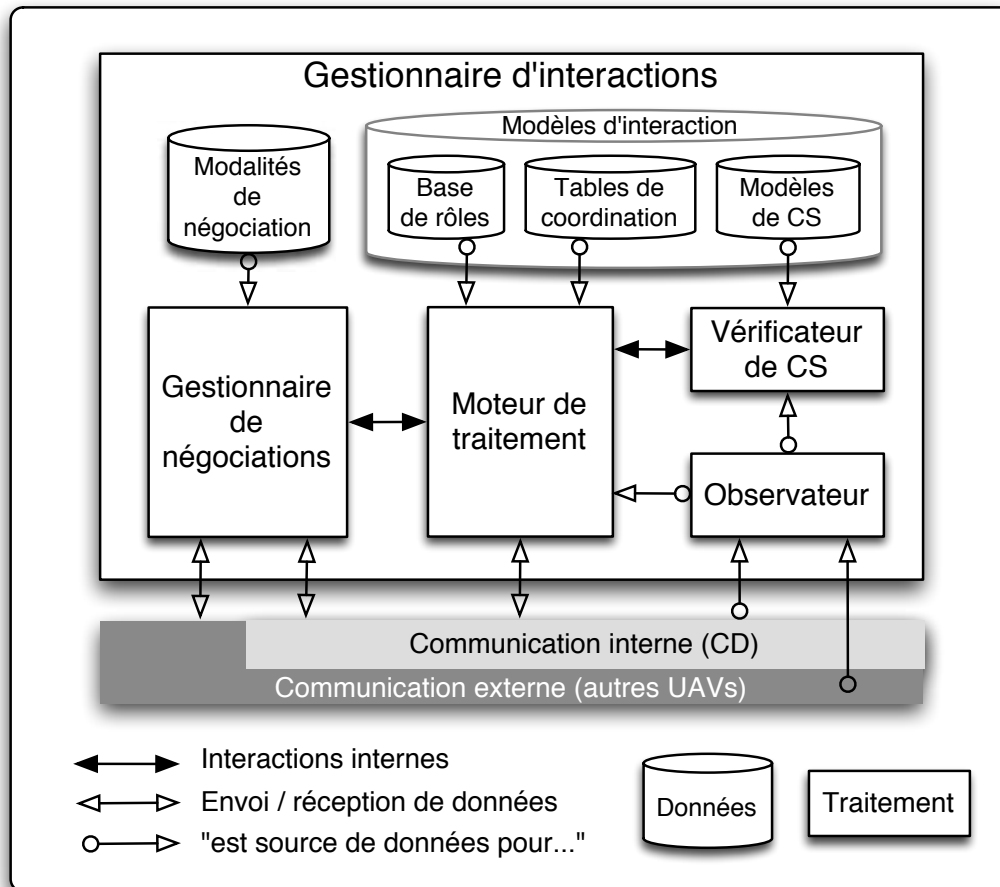 Gestionnaire d'interactions
Modèles d'interaction
Modalités
de
négociation
Base
de rôles
Tables de
coordination
Modèles
de CS
Gestionnaire
de
négociations
Moteur de
traitement
Vérificateur
de CS
Observateur
Communication interne (CD)
Communication externe (autres UAVs)
Interactions internes
Envoi / réception de données
"est source de données pour..."
Données
Traitement